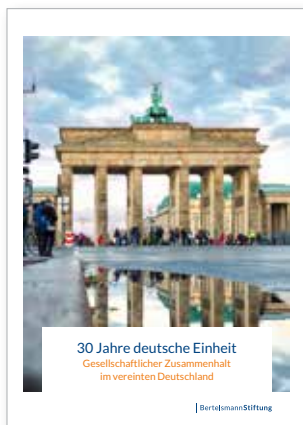 30 Jahre deutsche Einheit
Gesellschaftlicher Zusammenhalt
im vereinten Deutschland
BertelsmannStiftung